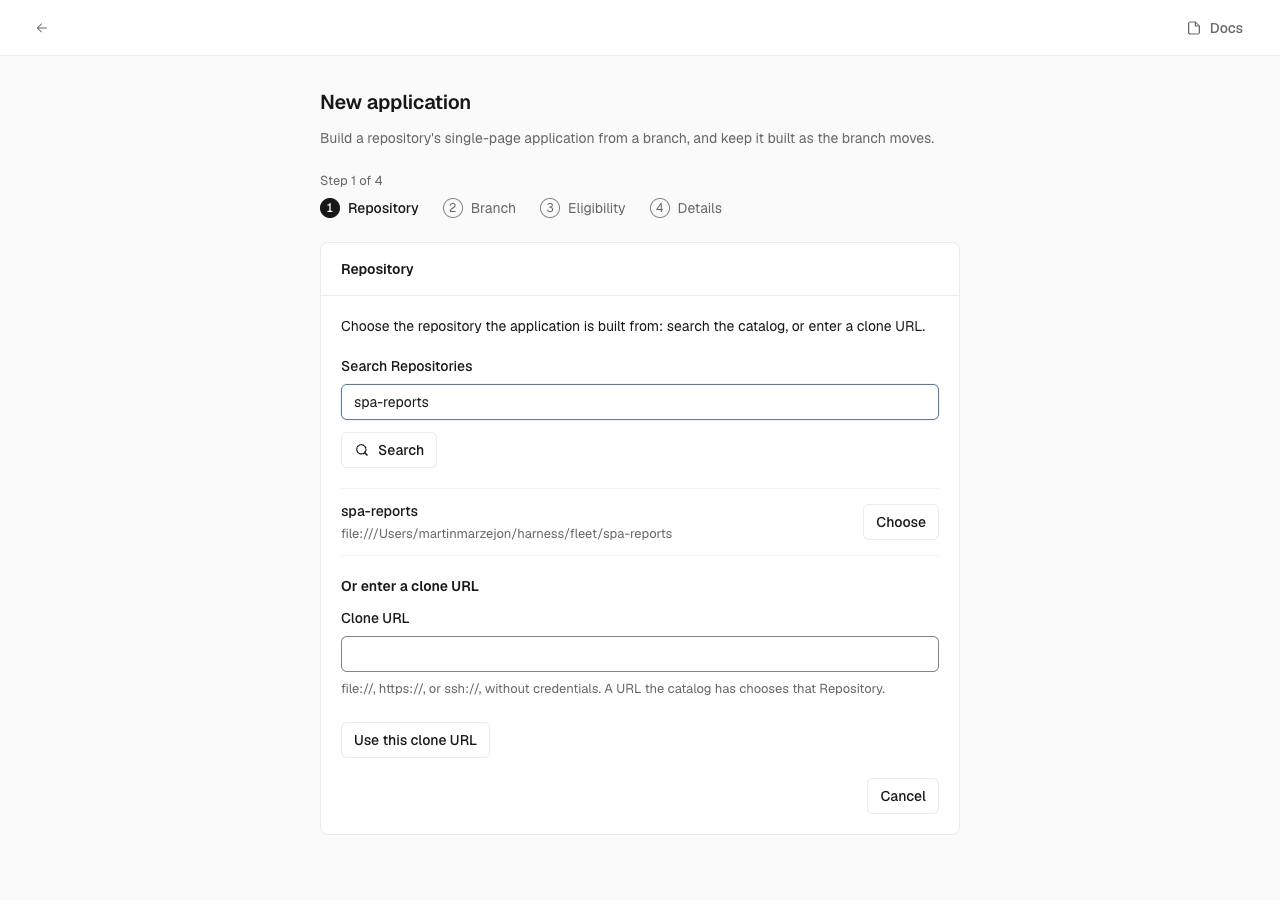 Docs
New application
Build a repository's single-page application from a branch, and keep it built as the branch moves.
Step 1 of 4
1 Repository 2 Branch 3 Eligibility 4 Details
Repository
Choose the repository the application is built from: search the catalog, or enter a clone URL.
Search Repositories
spa-reports
Search
spa-reports
file:///Users/martinmarzejon/harness/fleet/spa-reports
Choose
Or enter a clone URL
Clone URL
file://, https://, or ssh://, without credentials. A URL the catalog has chooses that Repository.
Use this clone URL
Cancel